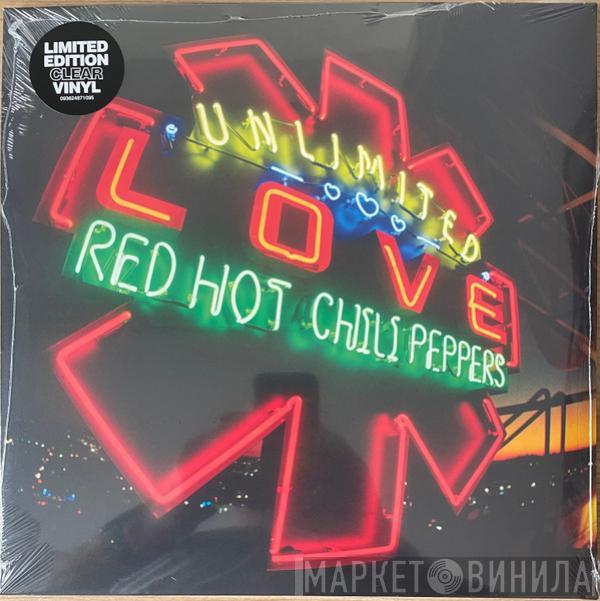 LIMITED
EDITION
CLEAR
VINYL
093624871095
UNLIMITED
LOVE
RED HOT CHILI PEPPERS
МАРКЕТ ВИНИЛА